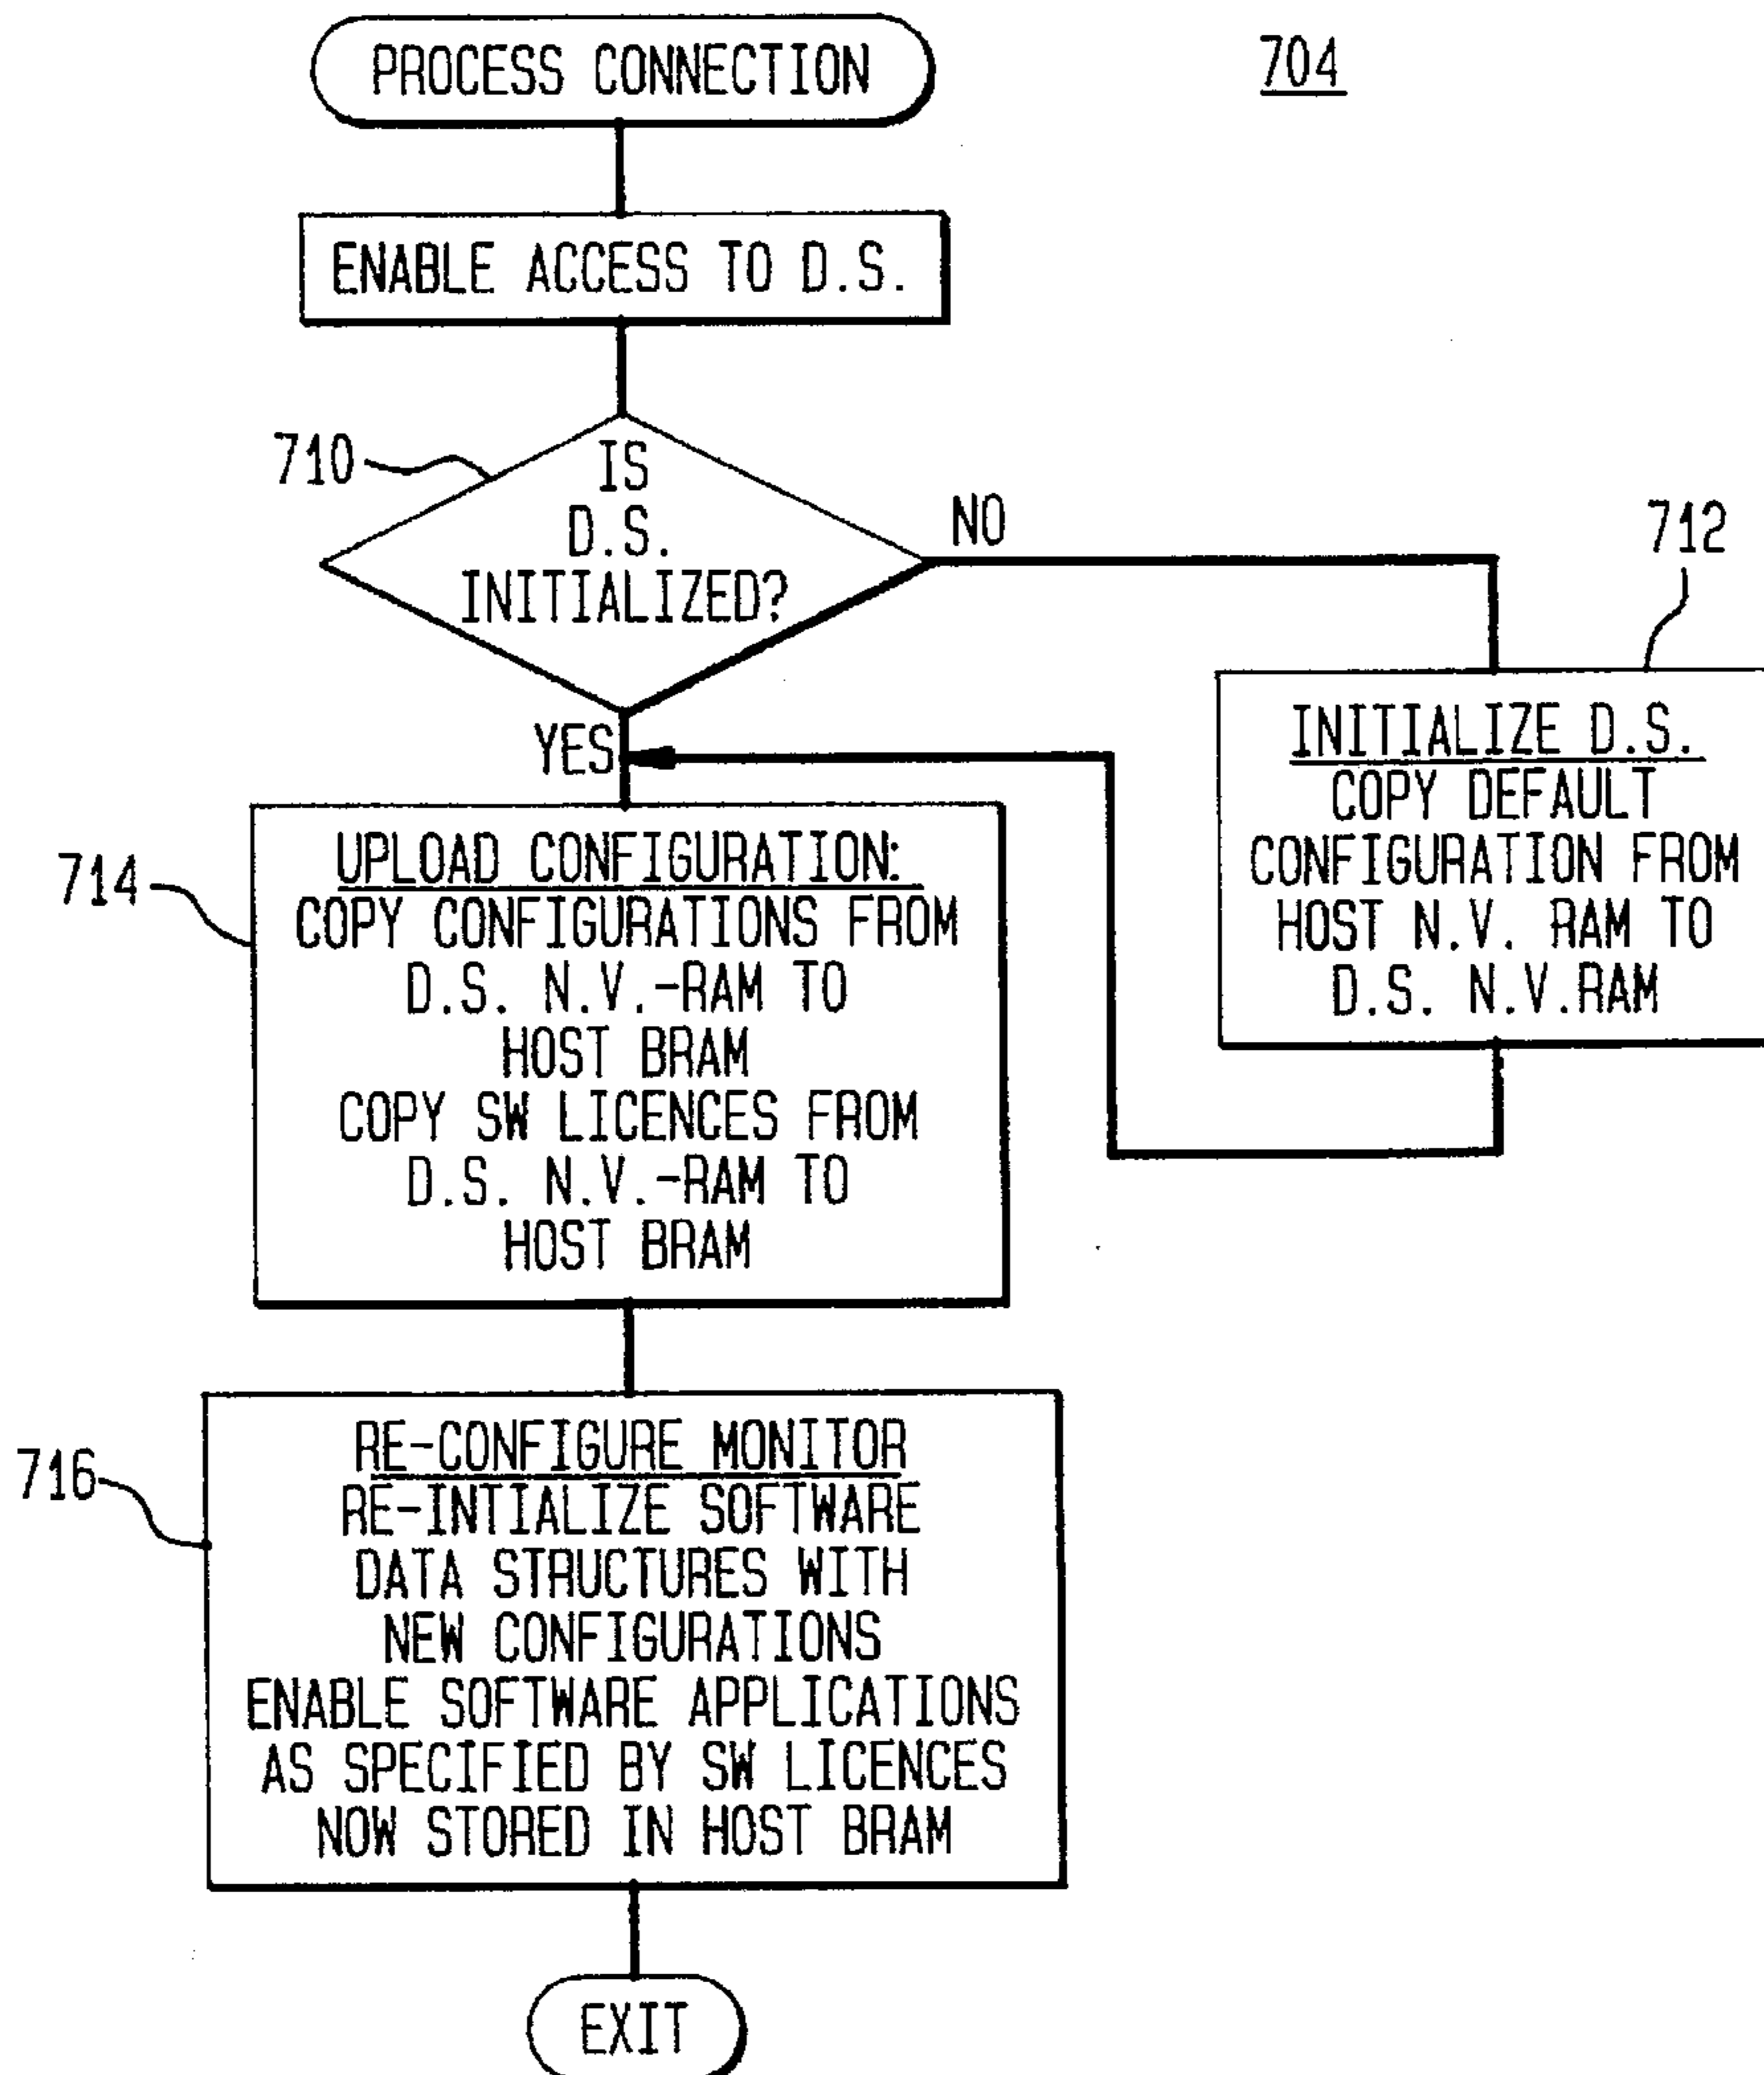 PROCESS CONNECTION
704
ENABLE ACCESS TO D.S.
710
IS
D.S.
INITIALIZED?
NO
712
INITIALIZE D.S.
COPY DEFAULT
CONFIGURATION FROM
HOST N.V. RAM TO
D.S. N.V.RAM
YES
714
UPLOAD CONFIGURATION:
COPY CONFIGURATIONS FROM
D.S. N.V.-RAM TO
HOST BRAM
COPY SW LICENCES FROM
D.S. N.V.-RAM TO
HOST BRAM
716
RE-CONFIGURE MONITOR
RE-INTIALIZE SOFTWARE
DATA STRUCTURES WITH
NEW CONFIGURATIONS
ENABLE SOFTWARE APPLICATIONS
AS SPECIFIED BY SW LICENCES
NOW STORED IN HOST BRAM
EXIT